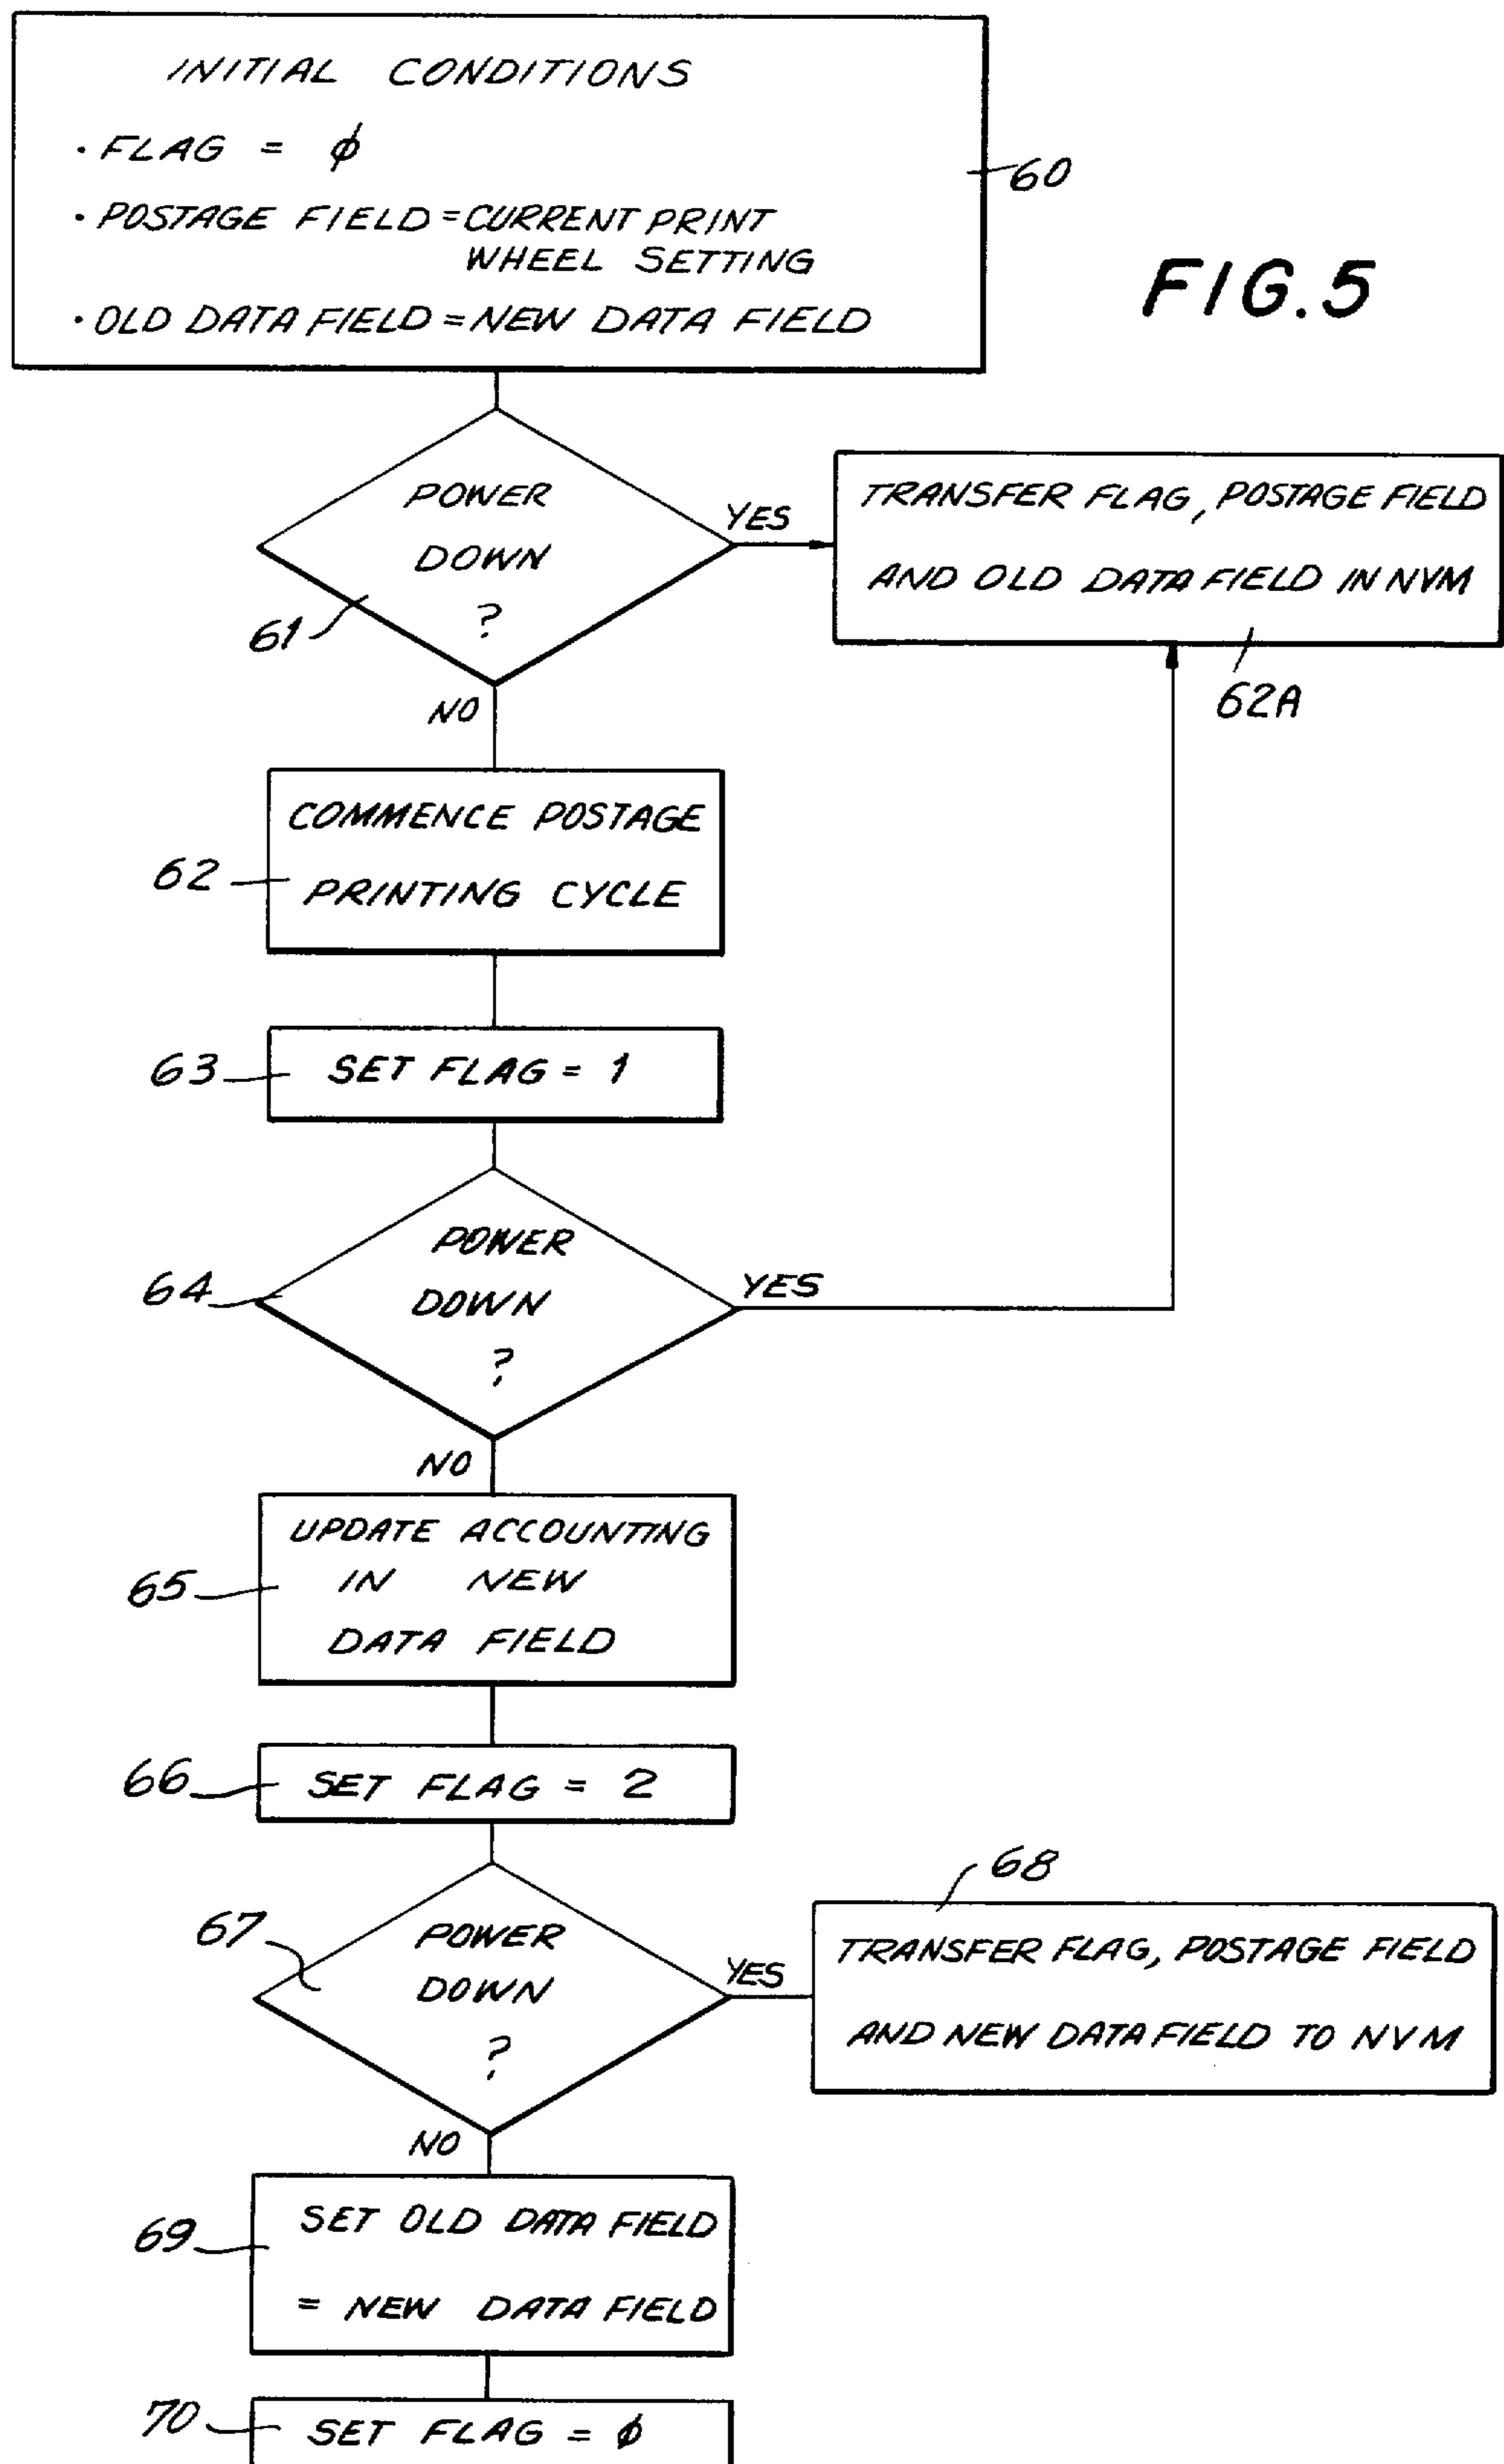 INITIAL CONDITIONS
· FLAG = ϕ
60
· POSTAGE FIELD = CURRENT PRINT
WHEEL SETTING
FIG.5
· OLD DATA FIELD = NEW DATA FIELD
POWER
DOWN
?
61
YES
TRANSFER FLAG, POSTAGE FIELD
AND OLD DATA FIELD IN NVM
62A
NO
COMMENCE POSTAGE
PRINTING CYCLE
62
63
SET FLAG = 1
POWER
DOWN
?
64
YES
NO
UPDATE ACCOUNTING
IN NEW
DATA FIELD
65
66
SET FLAG = 2
68
67
POWER
DOWN
?
YES
TRANSFER FLAG, POSTAGE FIELD
AND NEW DATA FIELD TO NVM
NO
SET OLD DATA FIELD
= NEW DATA FIELD
69
70
SET FLAG = ϕ